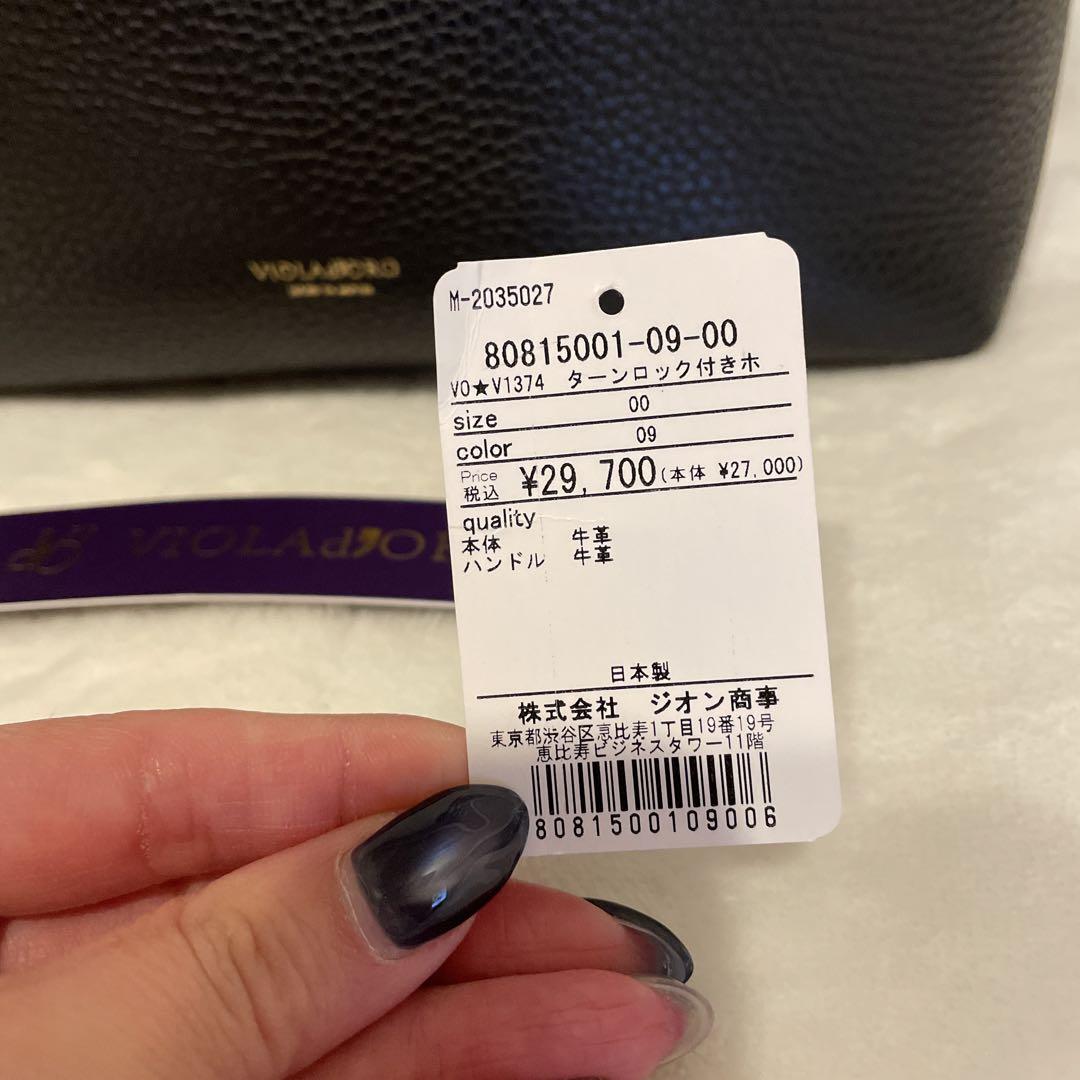 VIOLAd'ORO
M-2035027
80815001-09-00
VO★V1374 ターンロック付きホ
size 00
color 09
Price 税込 ¥29,700(本体 ¥27,000)
quality
本体 牛革
ハンドル 牛革
VIOLAd'O
日本製
株式会社 ジオン商事
東京都渋谷区恵比寿1丁目19番19号
恵比寿ビジネスタワー11階
8081500109006